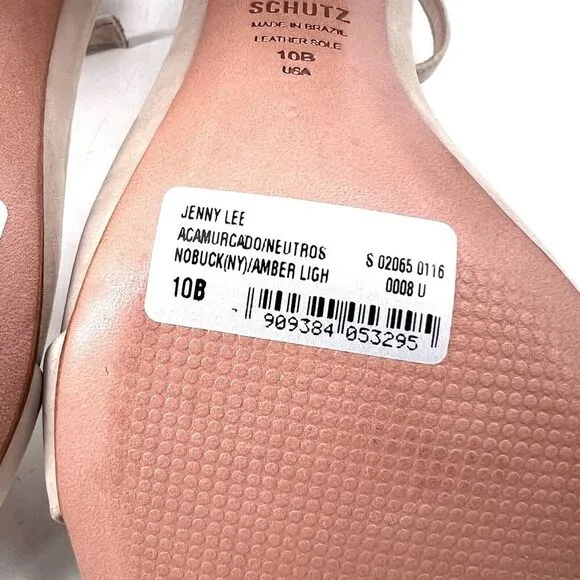 SCHUTZ
MADE IN BRAZIL
LEATHER SOLE
10B
USA
JENNY LEE
ACAMURCADO/NEUTROS
NOBUCK(NY)/AMBER LIGH
10B
S 02065 0116
0008 U
909384 053295